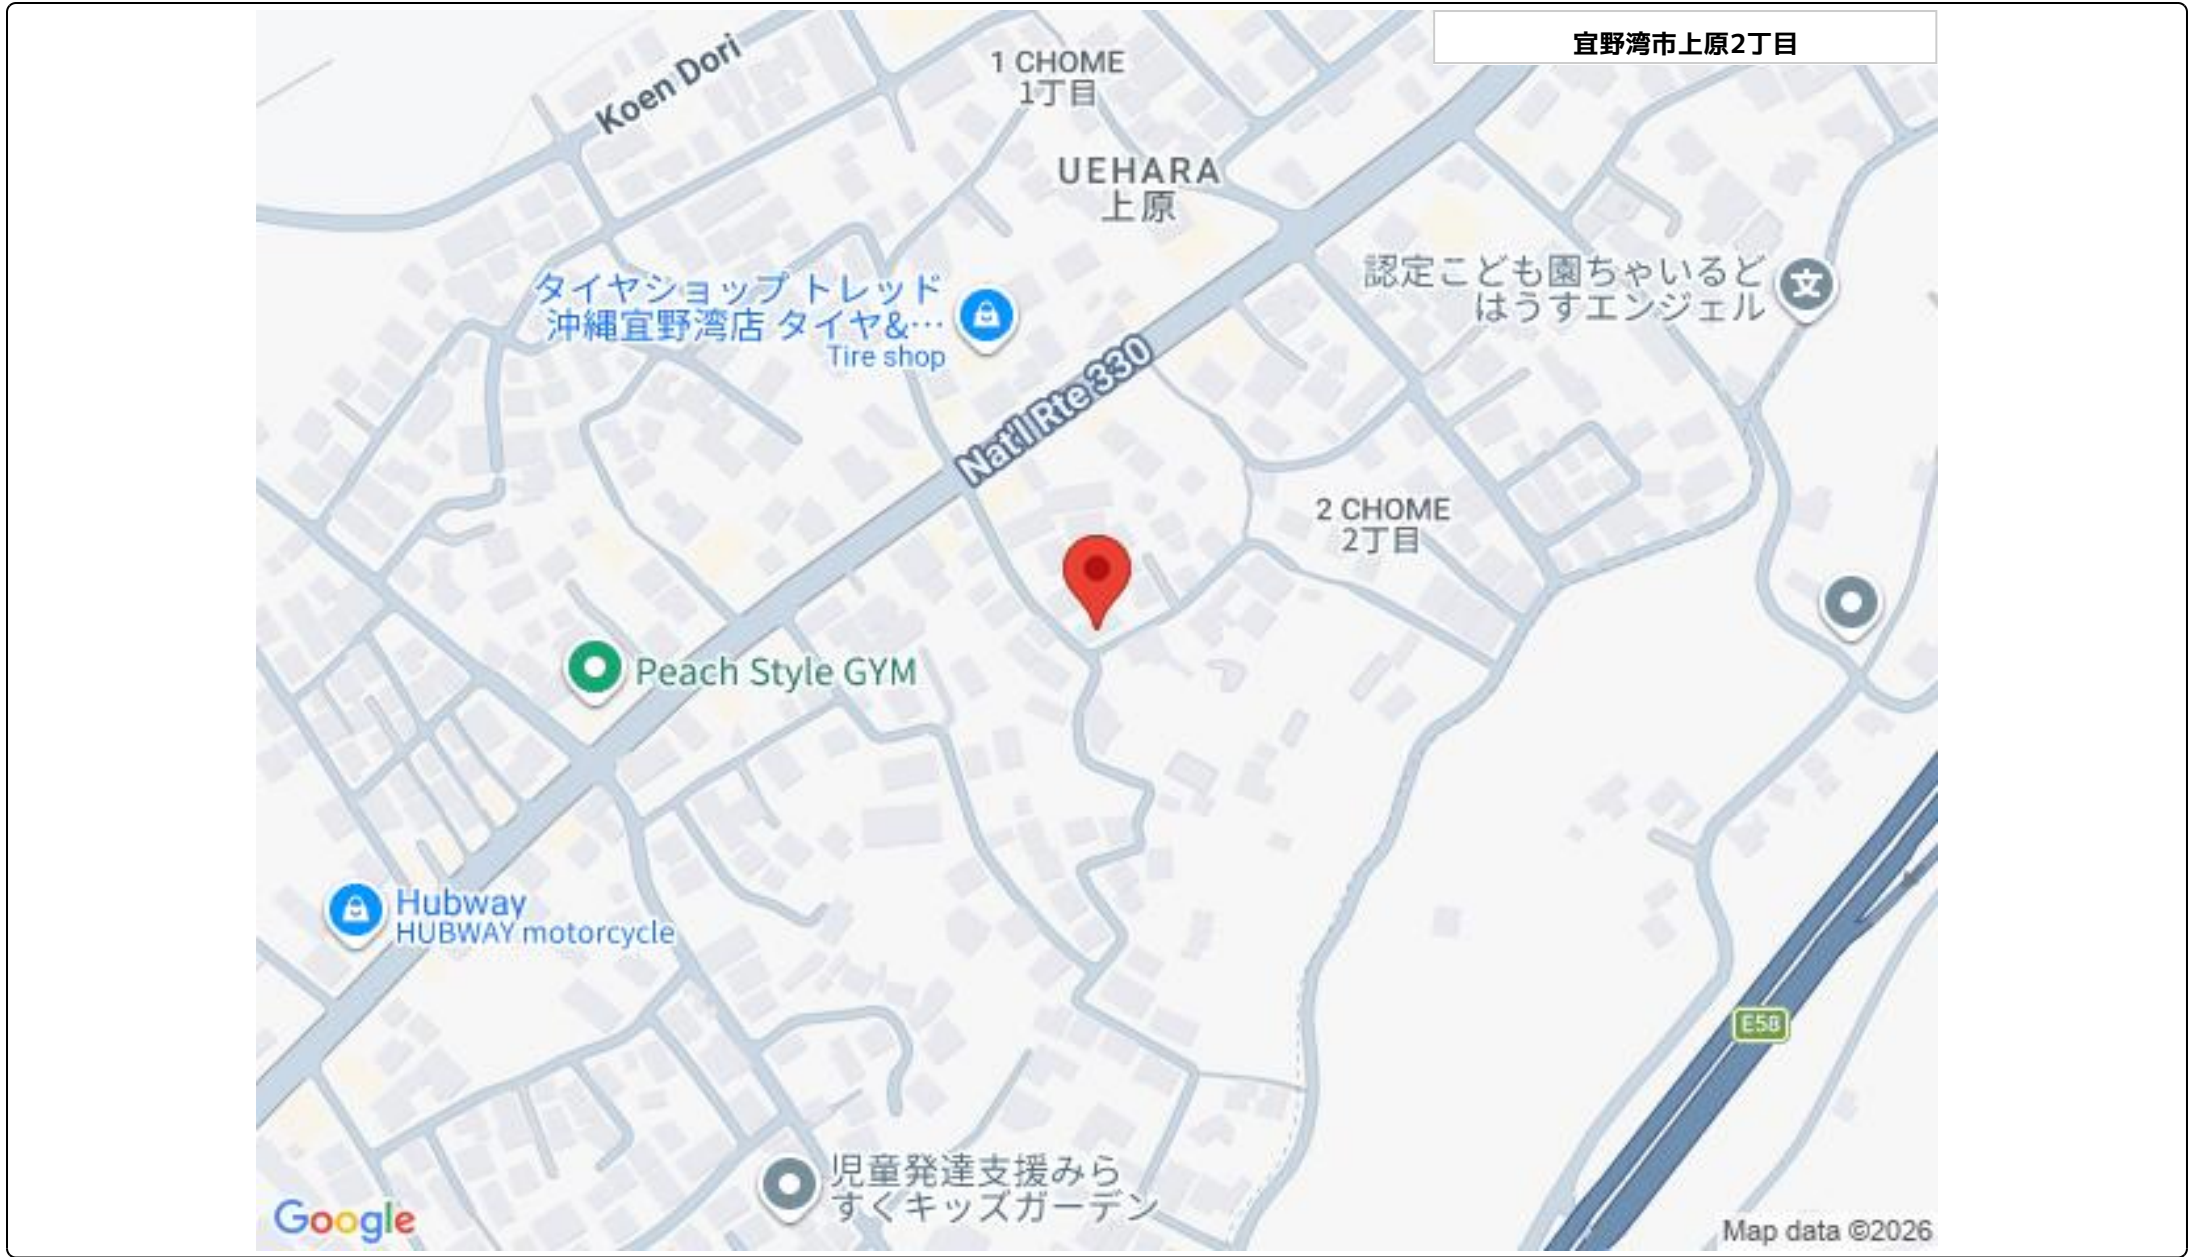 宜野湾市上原2丁目
Koen Dori
1 CHOME
1丁目
UEHARA
上原
認定こども園ちゃいるど
はうすエンジェル
文
タイヤショップ トレッド
沖縄宜野湾店 タイヤ&…
Tire shop
Nat'l Rte 330
2 CHOME
2丁目
Peach Style GYM
Hubway
HUBWAY motorcycle
E58
児童発達支援みら
すくキッズガーデン
Google
Map data ©2026